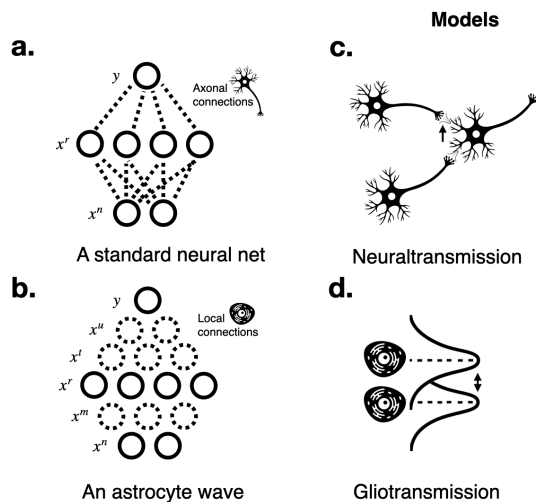 Models
a.
y
Axonal
connections
x^r
x^n
A standard neural net
c.
Neuraltransmission
b.
y
Local
connections
x^u
x^t
x^r
x^m
x^n
An astrocyte wave
d.
Gliotransmission